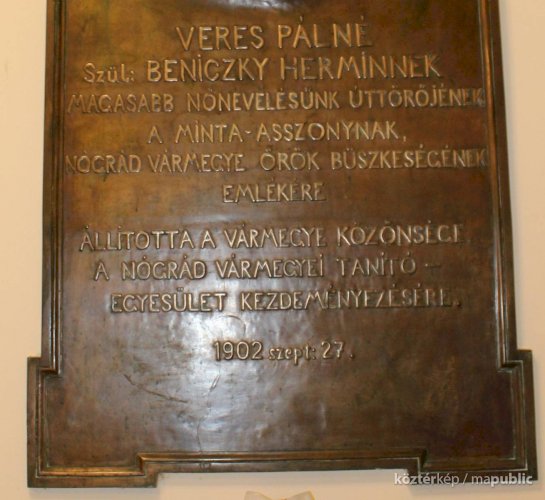 VERES PÁLNÉ
Szül: BENICZKY HERMINNEK
MAGASABB NŐNEVELÉSÜNK ÚTTÖRŐJÉNEK
A MINTA-ASSZONYNAK,
NÓGRÁD VÁRMEGYE ÖRÖK BÜSZKESÉGÉNEK
EMLÉKÉRE
ÁLLÍTOTTA A VÁRMEGYE KÖZÖNSÉGE
A NÓGRÁD VÁRMEGYEI TANÍTÓ-
EGYESÜLET KEZDEMÉNYEZÉSÉRE.
1902 szept: 27.
köztérkép / mapublic